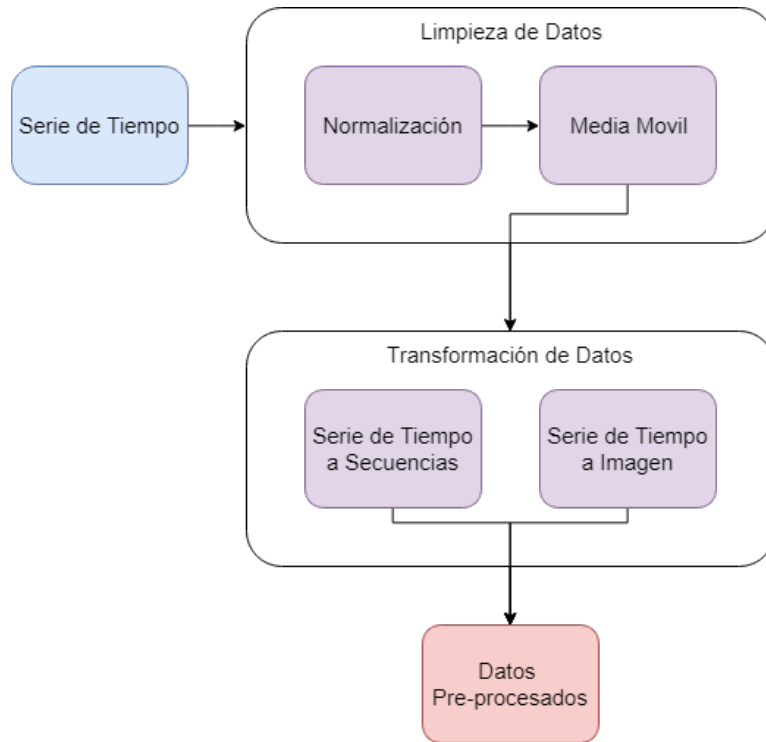 Limpieza de Datos
Serie de Tiempo
Normalización
Media Movil
Transformación de Datos
Serie de Tiempo
a Secuencias
Serie de Tiempo
a Imagen
Datos
Pre-procesados